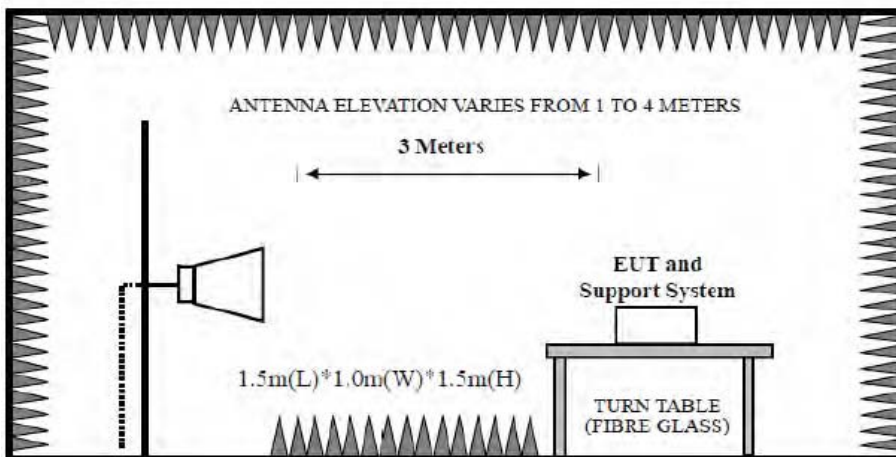 ANTENNA ELEVATION VARIES FROM 1 TO 4 METERS
3 Meters
EUT and
Support System
1.5m(L)*1.0m(W)*1.5m(H)
TURN TABLE
(FIBRE GLASS)